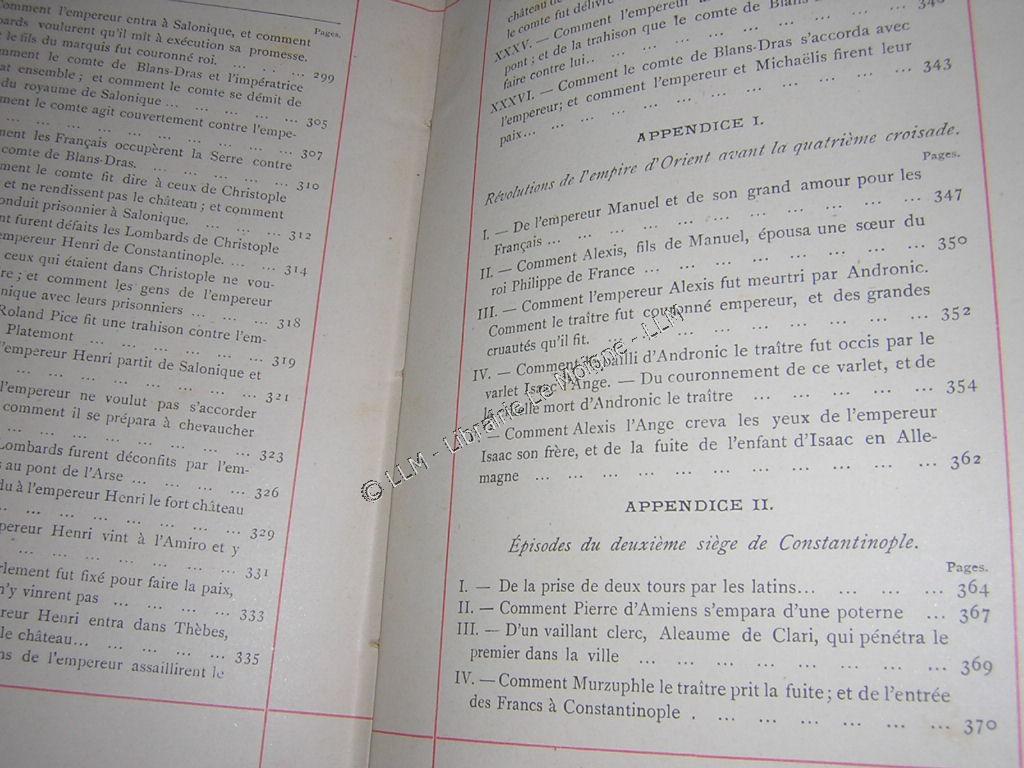 Comment l'empereur entra à Salonique, et comment
Pages.
bards voulurent qu'il mît à exécution sa promesse.
le fils du marquis fut couronné roi. ... . ... ... 299
mment le comte de Blans-Dras et l'impératrice
at ensemble; et comment le comte se démit de
du royaume de Salonique ... ... ... ... ... 305
ment le comte agit couvertement contre l'empe-
... ... ... ... ... ... ... 307
ment les Français occupèrent la Serre contre
comte de Blans-Dras. ... ... ... ... ... 310
ment le comte fit dire à ceux de Christople
et ne rendissent pas le château; et comment
onduit prisonnier à Salonique. ... ... ... 312
nt furent défaits les Lombards de Christople
empereur Henri de Constantinople. ... ... 314
ceux qui étaient dans Christople ne vou-
re; et comment les gens de l'empereur
nique avec leurs prisonniers ... ... ... 318
Roland Pice fit une trahison contre l'em-
Platemont ... ... ... ... ... ... 319
l'empereur Henri partit de Salonique et
... ... ... ... ... ... ... 321
l'empereur ne voulut pas s'accorder
comment il se prépara à chevaucher
... ... ... ... ... ... ... 323
Lombards furent déconfits par l'em-
s au pont de l'Arse ... ... ... ... 326
du à l'empereur Henri le fort château
... ... ... ... ... ... ... 329
pereur Henri vint à l'Amiro et y
... ... ... ... ... ... 331
rlement fut fixé pour faire la paix,
n'y vinrent pas ... ... ... ... 333
reur Henri entra dans Thèbes,
le château... ... ... ... ... 335
ns de l'empereur assaillirent le
château de
le comte fut délivré
XXXV. — Comment l'empereur
pont; et de la trahison que le comte de Blans-
faire contre lui.. ... ... ... ... ... ... ... 340
XXXVI. — Comment le comte de Blans-Dras s'accorda avec
l'empereur; et comment l'empereur et Michaëlis firent leur
paix... ... ... ... ... ... ... ... ... 343
APPENDICE I.
Révolutions de l'empire d'Orient avant la quatrième croisade.
Pages.
I. — De l'empereur Manuel et de son grand amour pour les
Français ... ... ... ... ... ... ... ... ... 347
II. — Comment Alexis, fils de Manuel, épousa une sœur du
roi Philippe de France ... ... ... ... ... ... 350
III. — Comment l'empereur Alexis fut meurtri par Andronic.
Comment le traître fut couronné empereur, et des grandes
cruautés qu'il fit. ... ... ... ... ... ... ... 352
IV. — Comment le bailli d'Andronic le traître fut occis par le
varlet Isaac l'Ange. — Du couronnement de ce varlet, et de
la cruelle mort d'Andronic le traître ... ... ... ... 354
— Comment Alexis l'Ange creva les yeux de l'empereur
Isaac son frère, et de la fuite de l'enfant d'Isaac en Alle-
magne ... ... ... ... ... ... ... ... ... 362
APPENDICE II.
Épisodes du deuxième siège de Constantinople.
Pages.
I. — De la prise de deux tours par les latins... ... ... ... 364
II. — Comment Pierre d'Amiens s'empara d'une poterne ... 367
III. — D'un vaillant clerc, Aleaume de Clari, qui pénétra le
premier dans la ville ... ... ... ... ... ... ... 369
IV. — Comment Murzuphle le traître prit la fuite; et de l'entrée
des Francs à Constantinople . ... ... ... ... ... ... 370
© LLM - Librairie Le Moigne - LLM